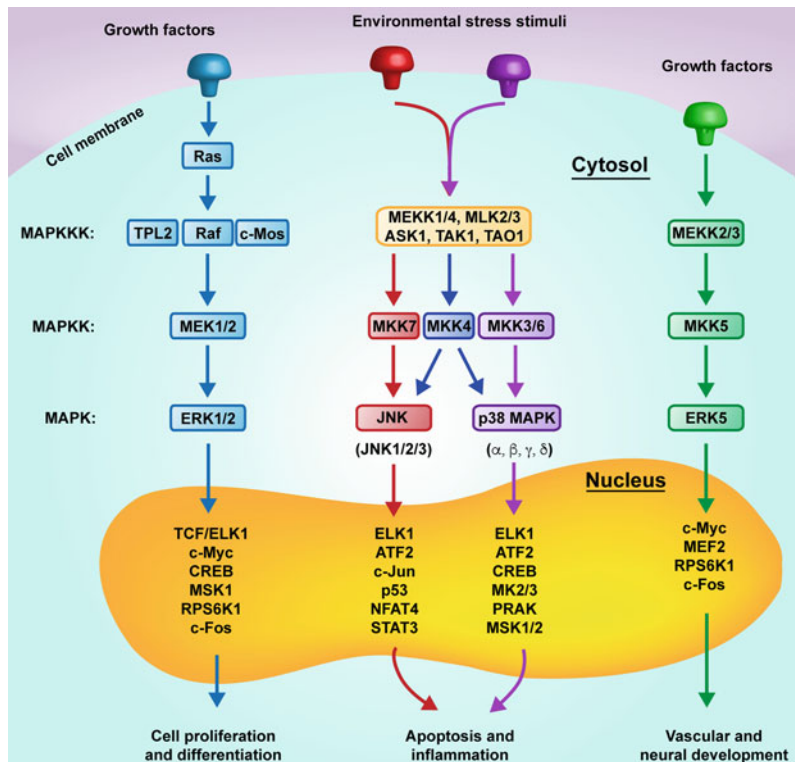 Growth factors
Environmental stress stimuli
Growth factors
Cell membrane
Ras
Cytosol
MAPKKK:
TPL2
Raf
c-Mos
MEKK1/4, MLK2/3
ASK1, TAK1, TAO1
MEKK2/3
MAPKK:
MEK1/2
MKK7
MKK4
MKK3/6
MKK5
MAPK:
ERK1/2
JNK
p38 MAPK
ERK5
(JNK1/2/3)
(α, β, γ, δ)
Nucleus
TCF/ELK1
c-Myc
CREB
MSK1
RPS6K1
c-Fos
ELK1
ATF2
c-Jun
p53
NFAT4
STAT3
ELK1
ATF2
CREB
MK2/3
PRAK
MSK1/2
c-Myc
MEF2
RPS6K1
c-Fos
Cell proliferation
and differentiation
Apoptosis and
inflammation
Vascular and
neural development